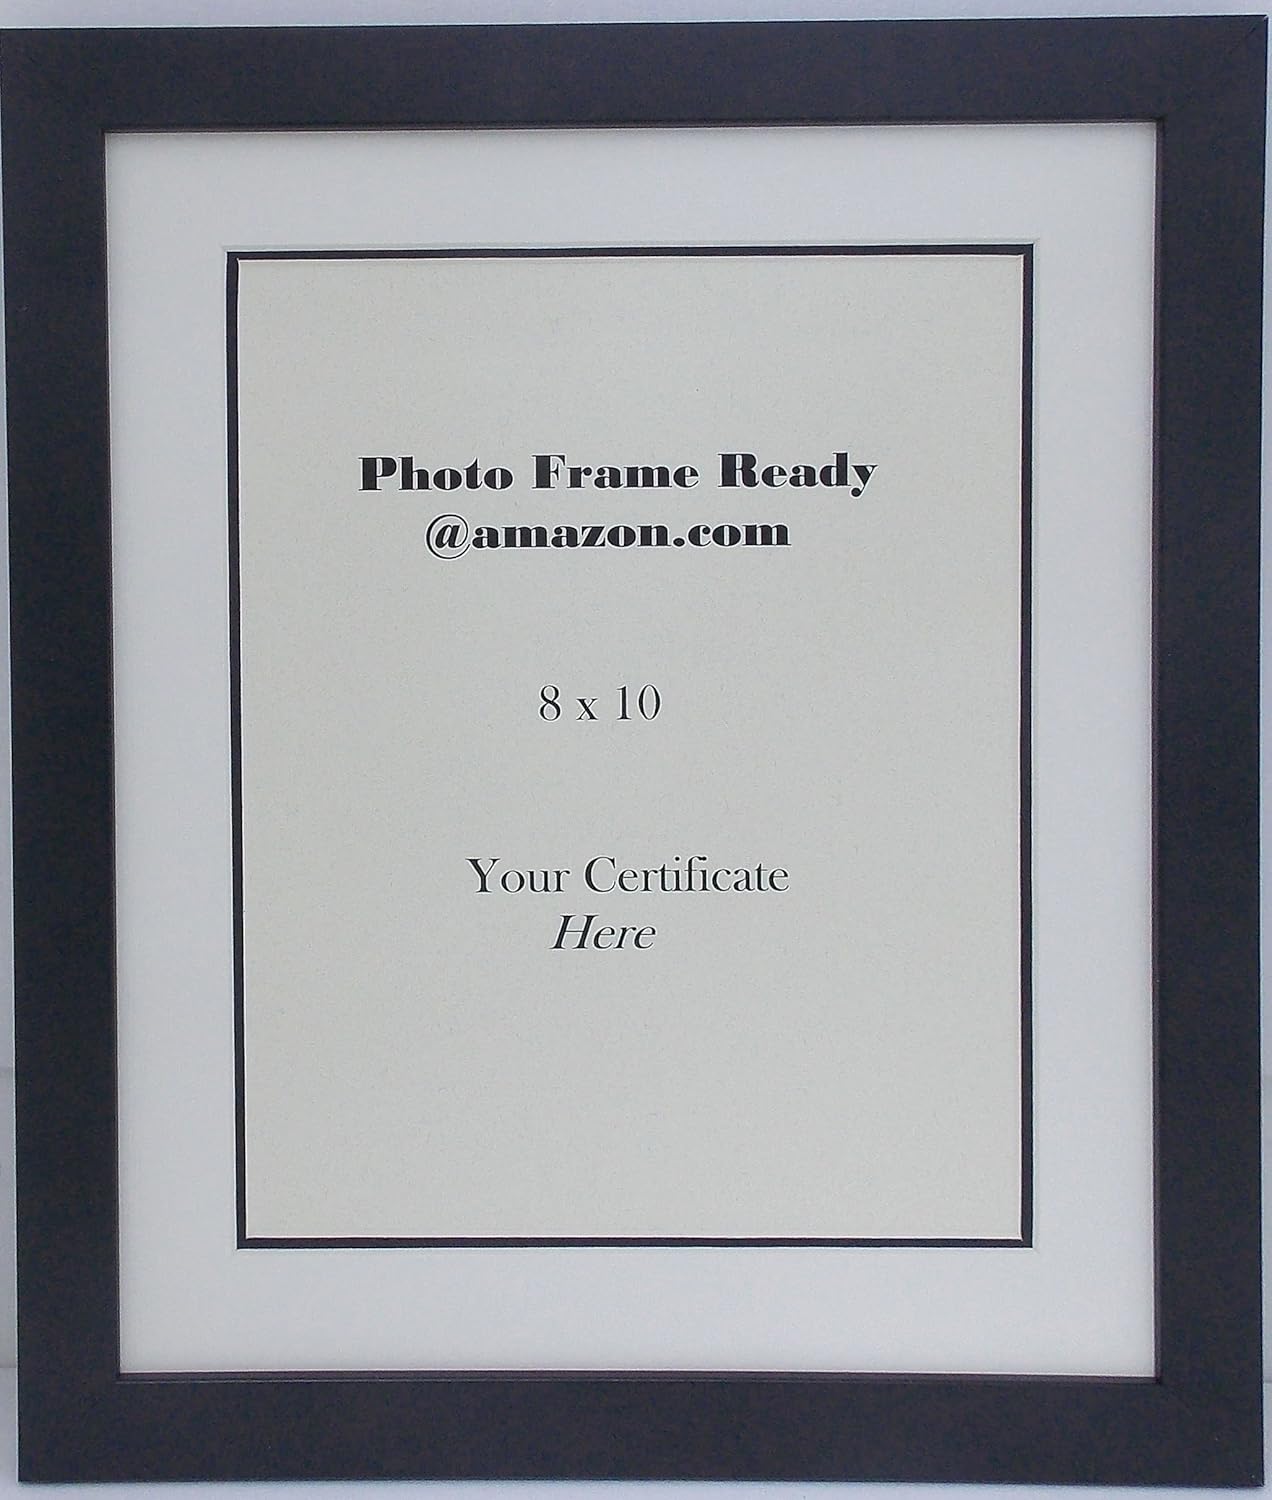 Photo Frame Ready
@amazon.com
8 x 10
Your Certificate
Here